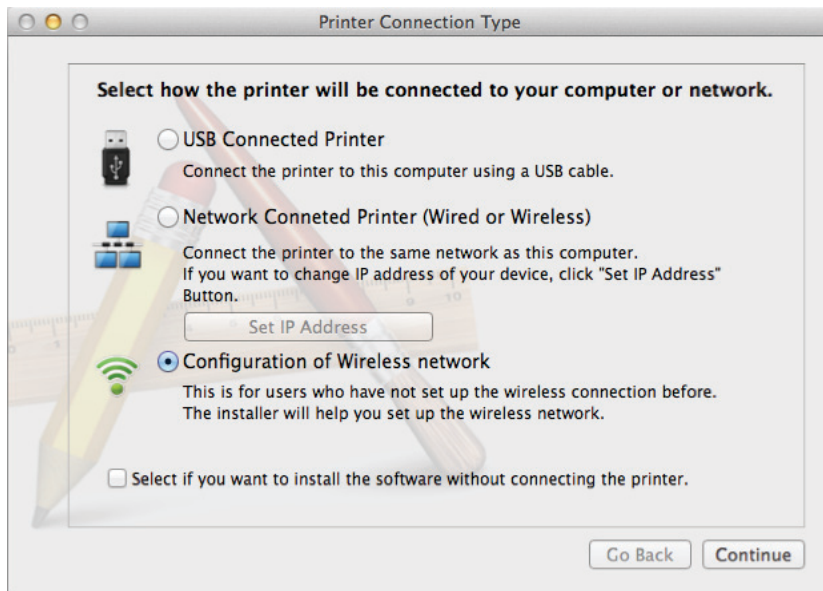 Printer Connection Type
Select how the printer will be connected to your computer or network.
USB Connected Printer
Connect the printer to this computer using a USB cable.
Network Conneted Printer (Wired or Wireless)
Connect the printer to the same network as this computer.
If you want to change IP address of your device, click "Set IP Address"
Button.
Set IP Address
Configuration of Wireless network
This is for users who have not set up the wireless connection before.
The installer will help you set up the wireless network.
Select if you want to install the software without connecting the printer.
Go Back
Continue